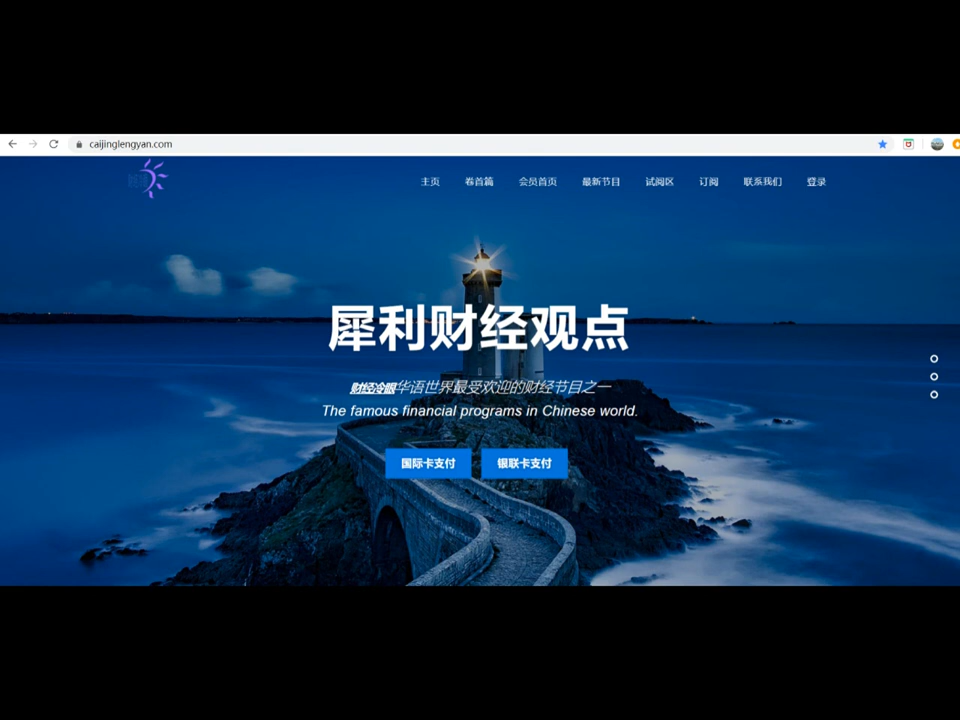 caijinglengyan.com
主页 卷首篇 会员首页 最新节目 试阅区 订阅 联系我们 登录
犀利财经观点
财经冷眼华语世界最受欢迎的财经节目之一
The famous financial programs in Chinese world.
国际卡支付 银联卡支付